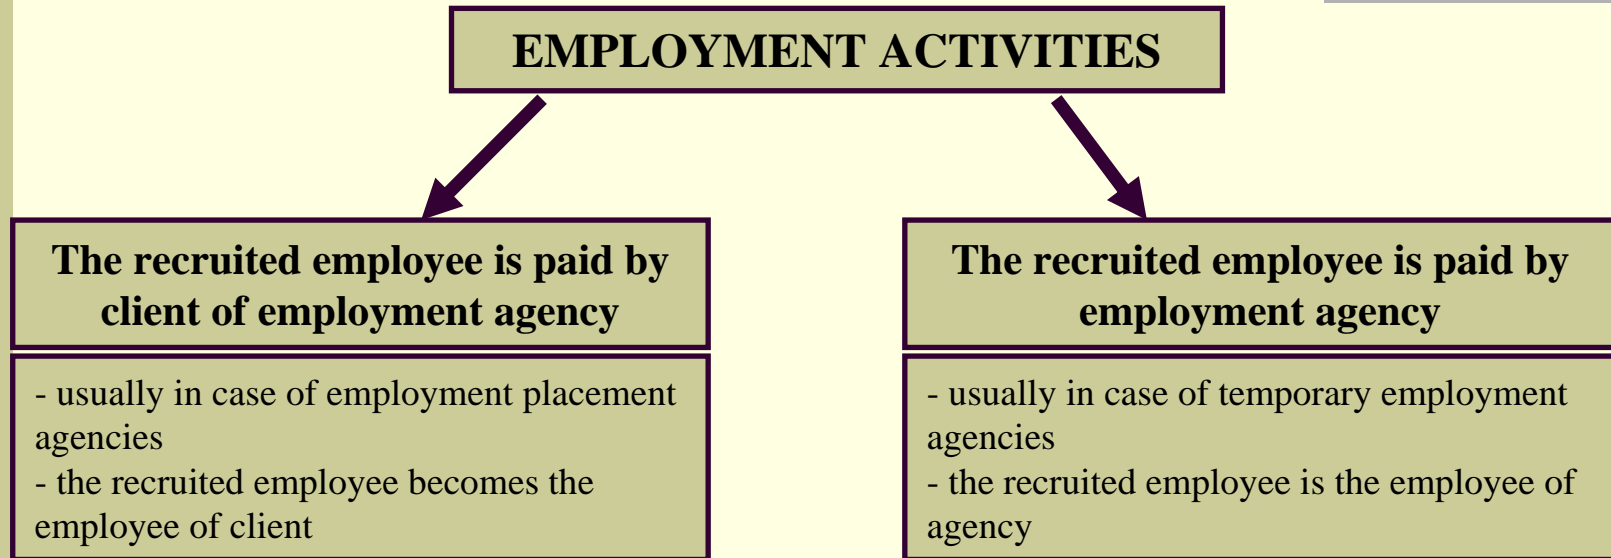 EMPLOYMENT ACTIVITIES
The recruited employee is paid by
client of employment agency
- usually in case of employment placement
agencies
- the recruited employee becomes the
employee of client
The recruited employee is paid by
employment agency
- usually in case of temporary employment
agencies
- the recruited employee is the employee of
agency